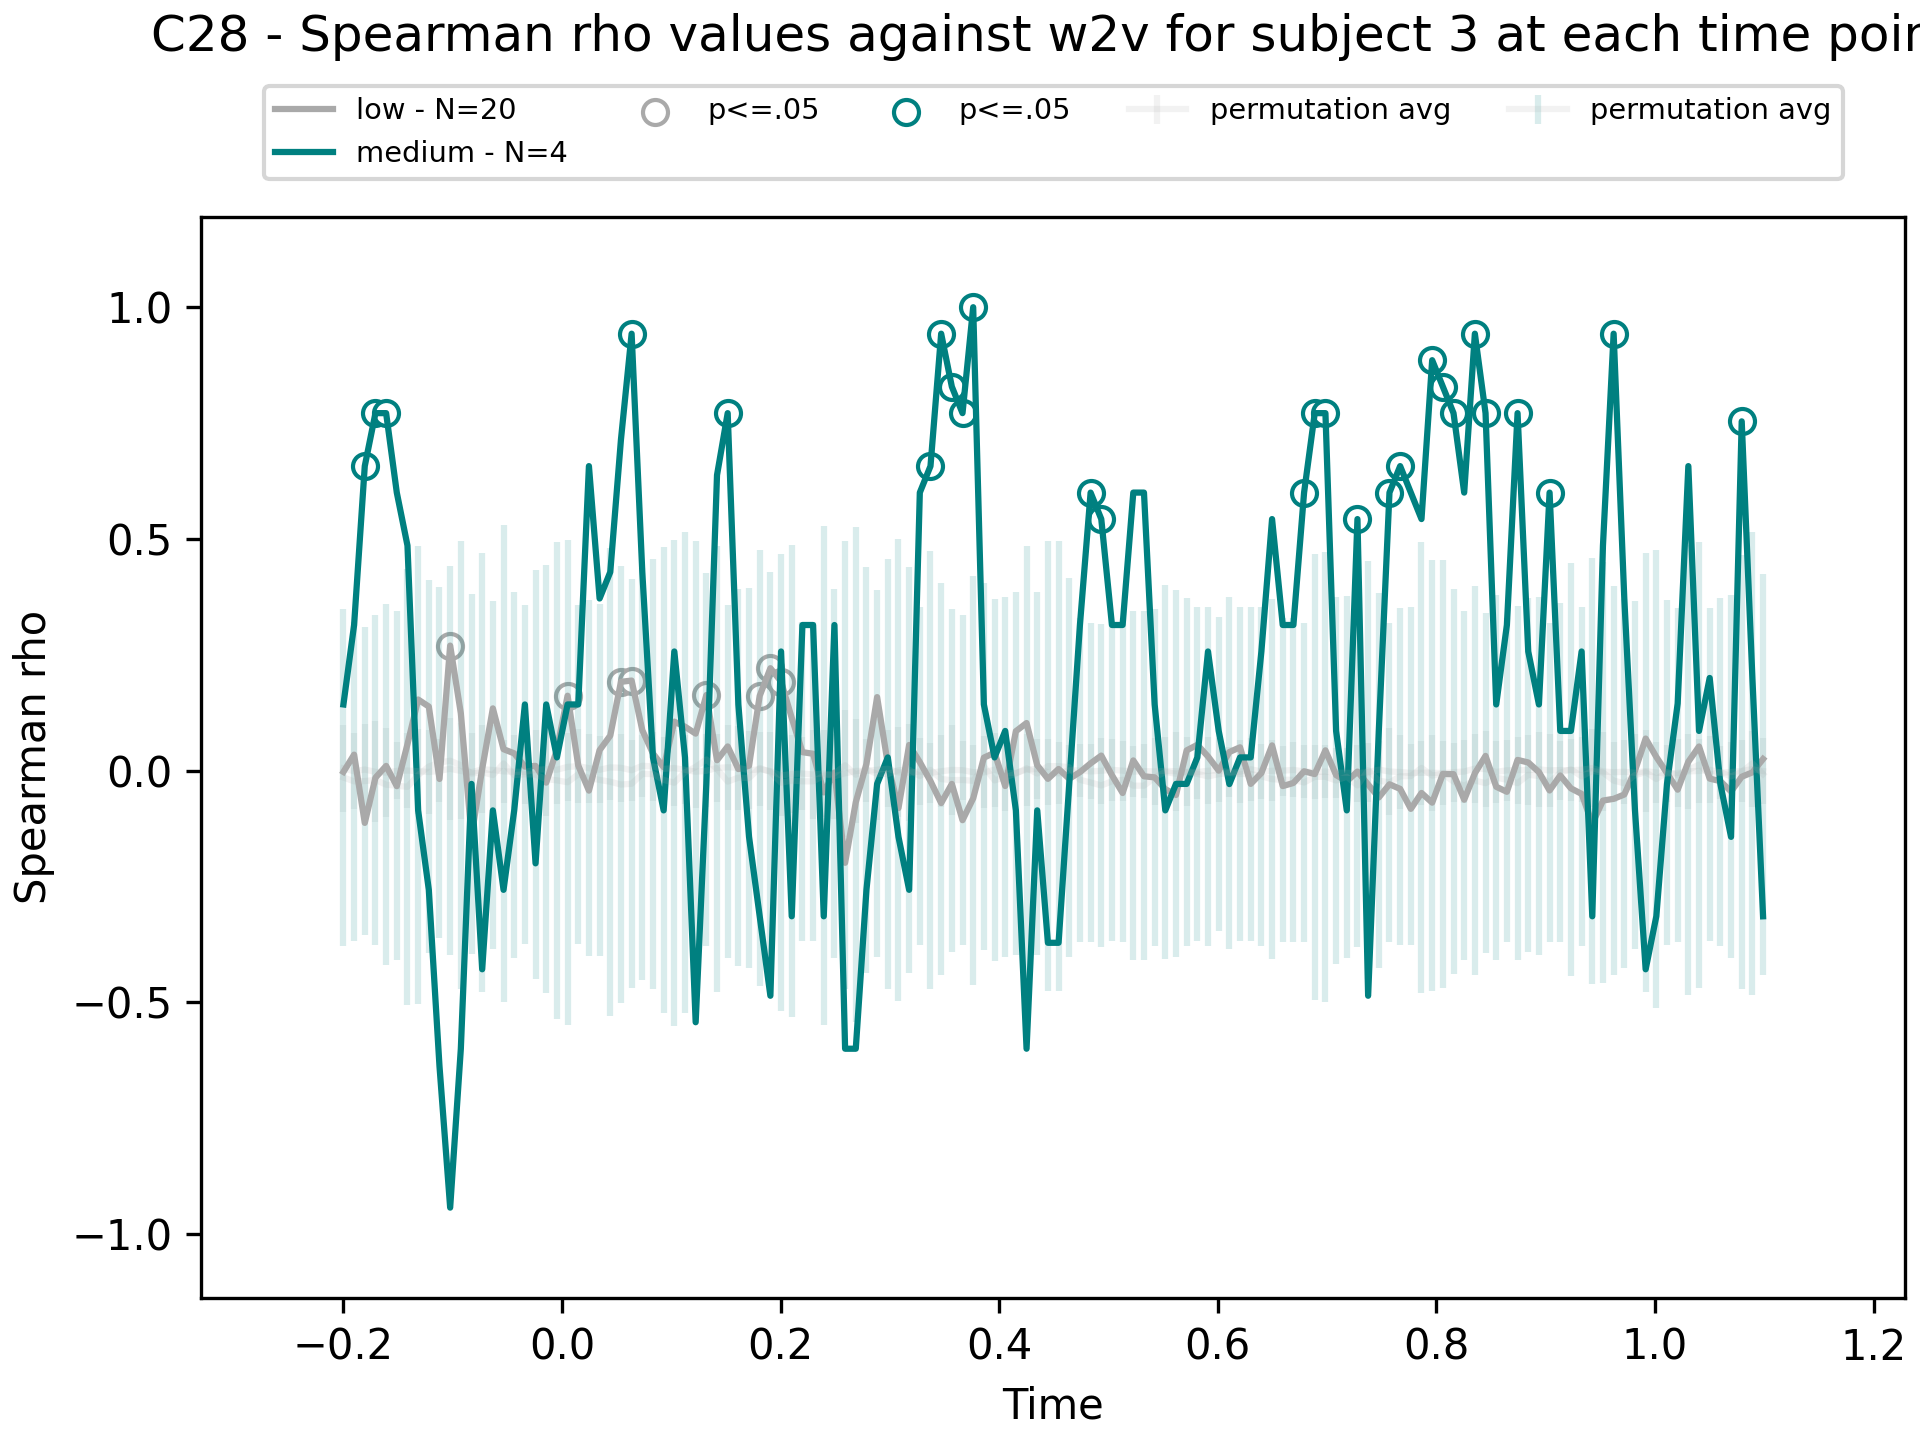 C28 - Spearman rho values against w2v for subject 3 at each time poin
low - N=20
medium - N=4
p<=.05
p<=.05
permutation avg
permutation avg
Spearman rho
1.0
0.5
0.0
−0.5
−1.0
−0.2 0.0 0.2 0.4 0.6 0.8 1.0 1.2
Time